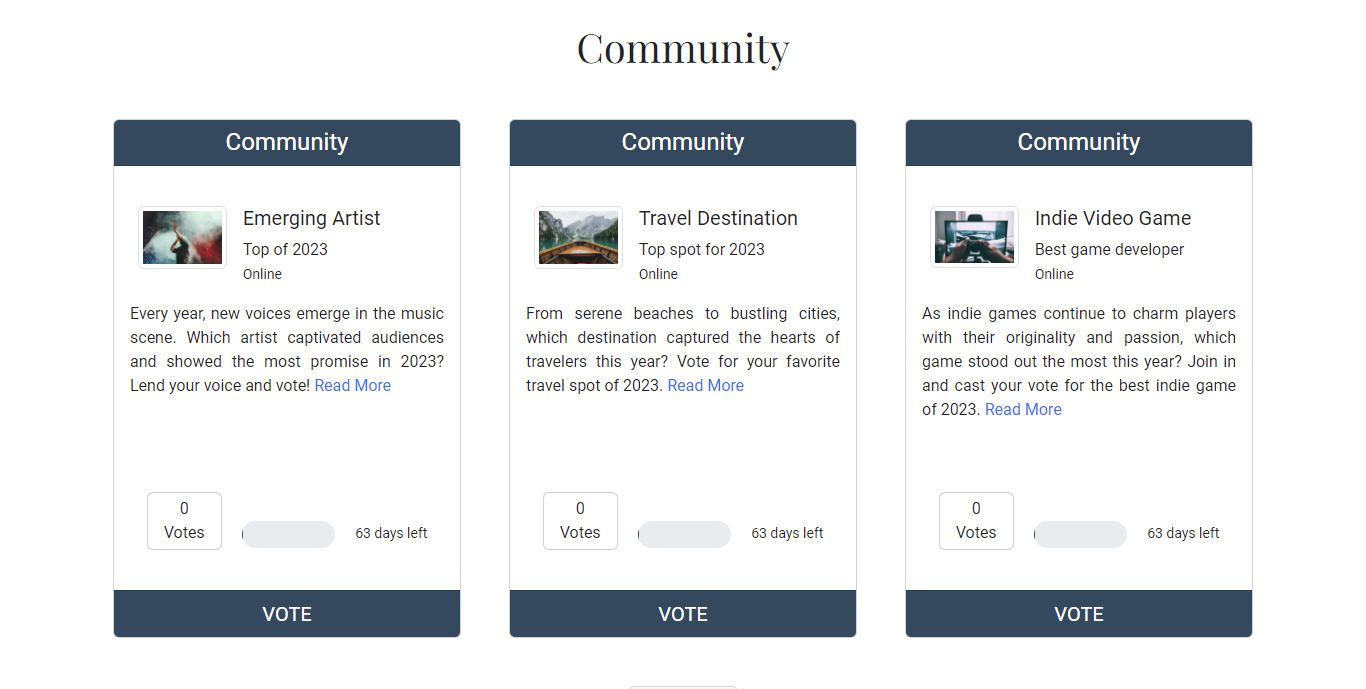 Community
Community
Emerging Artist
Top of 2023
Online
Every year, new voices emerge in the music
scene. Which artist captivated audiences
and showed the most promise in 2023?
Lend your voice and vote! Read More
0
Votes
63 days left
VOTE
Community
Travel Destination
Top spot for 2023
Online
From serene beaches to bustling cities,
which destination captured the hearts of
travelers this year? Vote for your favorite
travel spot of 2023. Read More
0
Votes
63 days left
VOTE
Community
Indie Video Game
Best game developer
Online
As indie games continue to charm players
with their originality and passion, which
game stood out the most this year? Join in
and cast your vote for the best indie game
of 2023. Read More
0
Votes
63 days left
VOTE